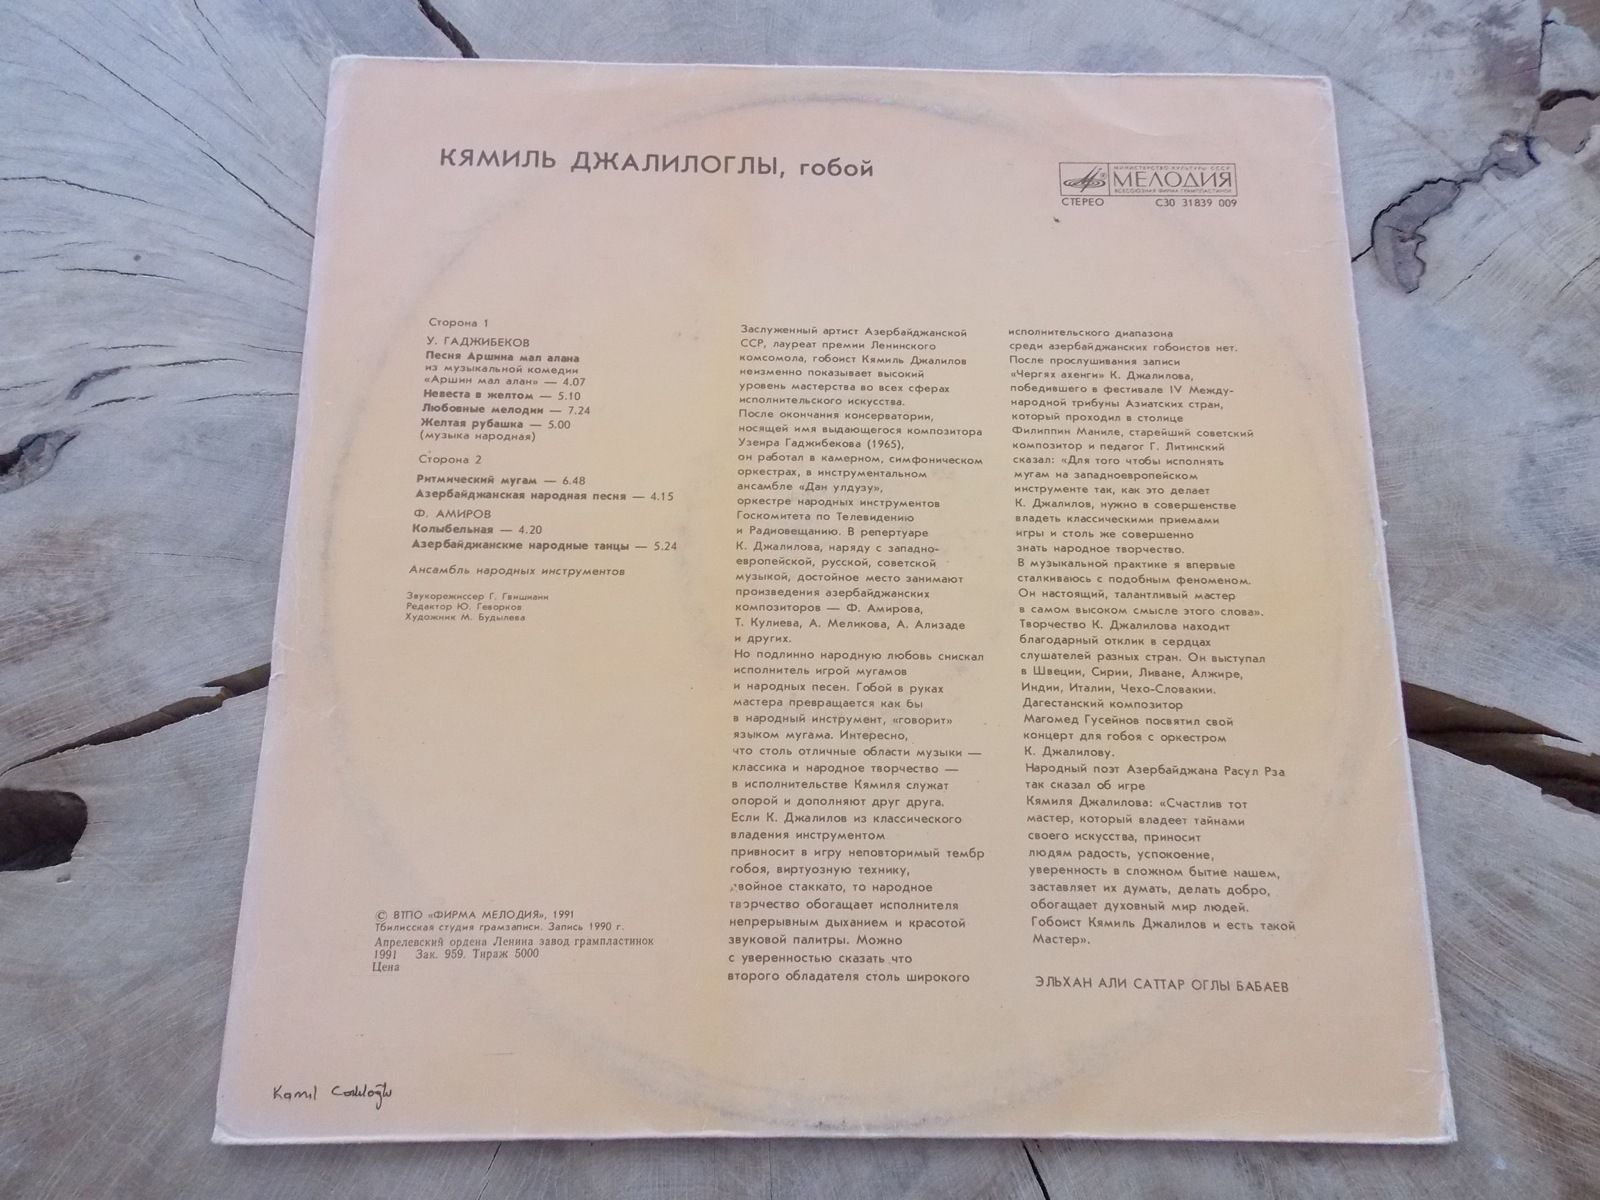 КЯМИЛЬ ДЖАЛИЛОГЛЫ, гобой
МИНИСТЕРСТВО КУЛЬТУРЫ СССР
МЕЛОДИЯ
ВСЕСОЮЗНАЯ ФИРМА ГРАМПЛАСТИНОК
СТЕРЕО С30 31839 009
Сторона 1
У. ГАДЖИБЕКОВ
Песня Аршина мал алана
из музыкальной комедии
«Аршин мал алан» — 4.07
Невеста в желтом — 5.10
Любовные мелодии — 7.24
Желтая рубашка — 5.00
(музыка народная)
Сторона 2
Ритмический мугам — 6.48
Азербайджанская народная песня — 4.15
Ф. АМИРОВ
Колыбельная — 4.20
Азербайджанские народные танцы — 5.24
Ансамбль народных инструментов
Звукорежиссер Г. Гвишиани
Редактор Ю. Геворков
Художник М. Будылева
© ВТПО «ФИРМА МЕЛОДИЯ», 1991
Тбилисская студия грамзаписи. Запись 1990 г.
Апрелевский ордена Ленина завод грампластинок
1991 Зак. 959. Тираж 5000
Цена
Заслуженный артист Азербайджанской
ССР, лауреат премии Ленинского
комсомола, гобоист Кямиль Джалилов
неизменно показывает высокий
уровень мастерства во всех сферах
исполнительского искусства.
После окончания консерватории,
носящей имя выдающегося композитора
Узеира Гаджибекова (1965),
он работал в камерном, симфоническом
оркестрах, в инструментальном
ансамбле «Дан улдузу»,
оркестре народных инструментов
Госкомитета по Телевидению
и Радиовещанию. В репертуаре
К. Джалилова, наряду с западно-
европейской, русской, советской
музыкой, достойное место занимают
произведения азербайджанских
композиторов — Ф. Амирова,
Т. Кулиева, А. Меликова, А. Ализаде
и других.
Но подлинно народную любовь снискал
исполнитель игрой мугамов
и народных песен. Гобой в руках
мастера превращается как бы
в народный инструмент, «говорит»
языком мугама. Интересно,
что столь отличные области музыки —
классика и народное творчество —
в исполнительстве Кямиля служат
опорой и дополняют друг друга.
Если К. Джалилов из классического
владения инструментом
привносит в игру неповторимый тембр
гобоя, виртуозную технику,
двойное стаккато, то народное
творчество обогащает исполнителя
непрерывным дыханием и красотой
звуковой палитры. Можно
с уверенностью сказать что
второго обладателя столь широкого
исполнительского диапазона
среди азербайджанских гобоистов нет.
После прослушивания записи
«Чергях ахенги» К. Джалилова,
победившего в фестивале IV Между-
народной трибуны Азиатских стран,
который проходил в столице
Филиппин Маниле, старейший советский
композитор и педагог Г. Литинский
сказал: «Для того чтобы исполнять
мугам на западноевропейском
инструменте так, как это делает
К. Джалилов, нужно в совершенстве
владеть классическими приемами
игры и столь же совершенно
знать народное творчество.
В музыкальной практике я впервые
сталкиваюсь с подобным феноменом.
Он настоящий, талантливый мастер
в самом высоком смысле этого слова».
Творчество К. Джалилова находит
благодарный отклик в сердцах
слушателей разных стран. Он выступал
в Швеции, Сирии, Ливане, Алжире,
Индии, Италии, Чехо-Словакии.
Дагестанский композитор
Магомед Гусейнов посвятил свой
концерт для гобоя с оркестром
К. Джалилову.
Народный поэт Азербайджана Расул Рза
так сказал об игре
Кямиля Джалилова: «Счастлив тот
мастер, который владеет тайнами
своего искусства, приносит
людям радость, успокоение,
уверенность в сложном бытие нашем,
заставляет их думать, делать добро,
обогащает духовный мир людей.
Гобоист Кямиль Джалилов и есть такой
Мастер».
ЭЛЬХАН АЛИ САТТАР ОГЛЫ БАБАЕВ
Kamil